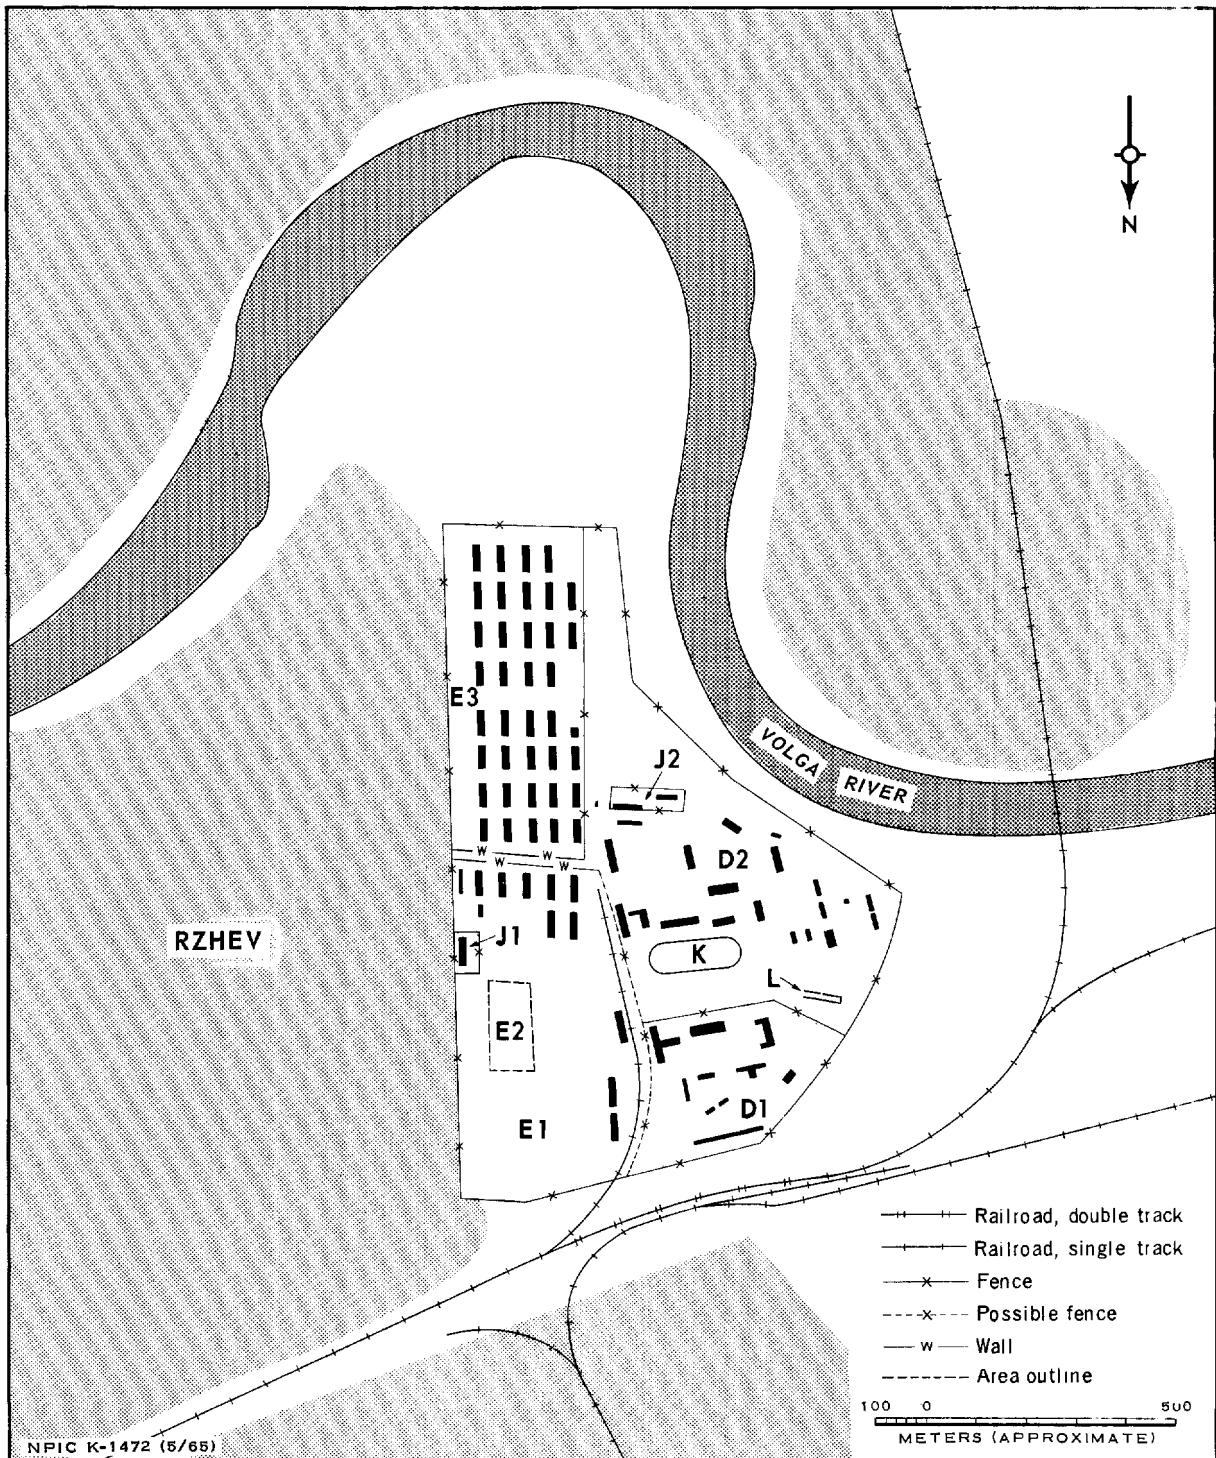 N
E3
J2
VOLGA
RIVER
W
W
W
W
D2
RZHEV
J1
K
L
E2
E1
D1
Railroad, double track
Railroad, single track
Fence
Possible fence
W
Wall
Area outline
100 0 500
METERS (APPROXIMATE)
NPIC K-1472 (5/65)